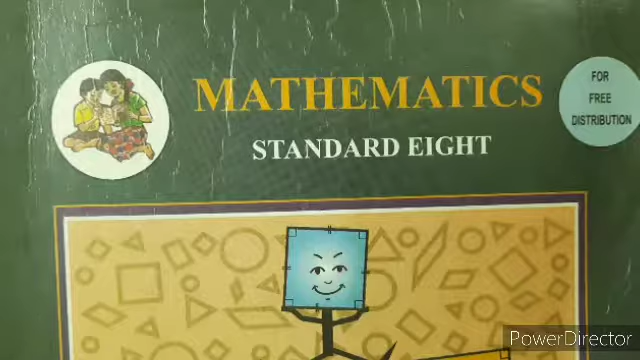 MATHEMATICS
STANDARD EIGHT
FOR
FREE
DISTRIBUTION
PowerDirector